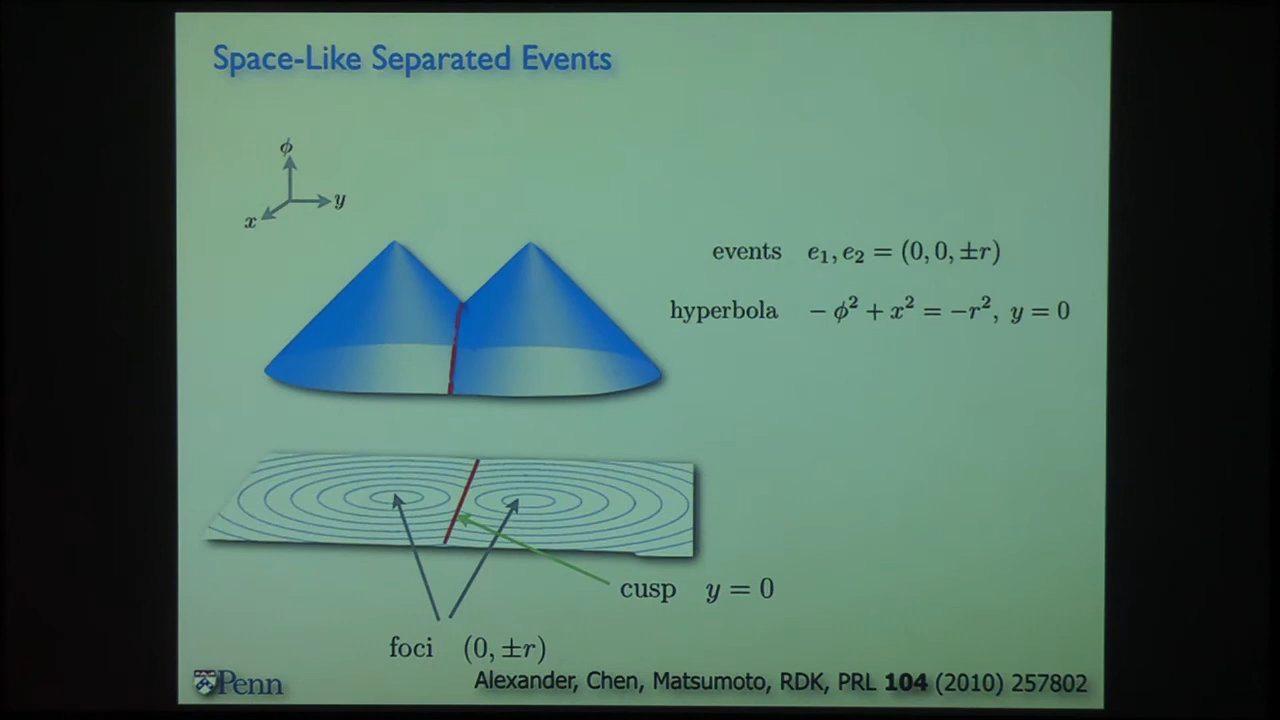 Space-Like Separated Events
ϕ
y
x
events e₁, e₂ = (0, 0, ±r)
hyperbola − ϕ² + x² = −r², y = 0
cusp y = 0
foci (0, ±r)
Penn
Alexander, Chen, Matsumoto, RDK, PRL 104 (2010) 257802